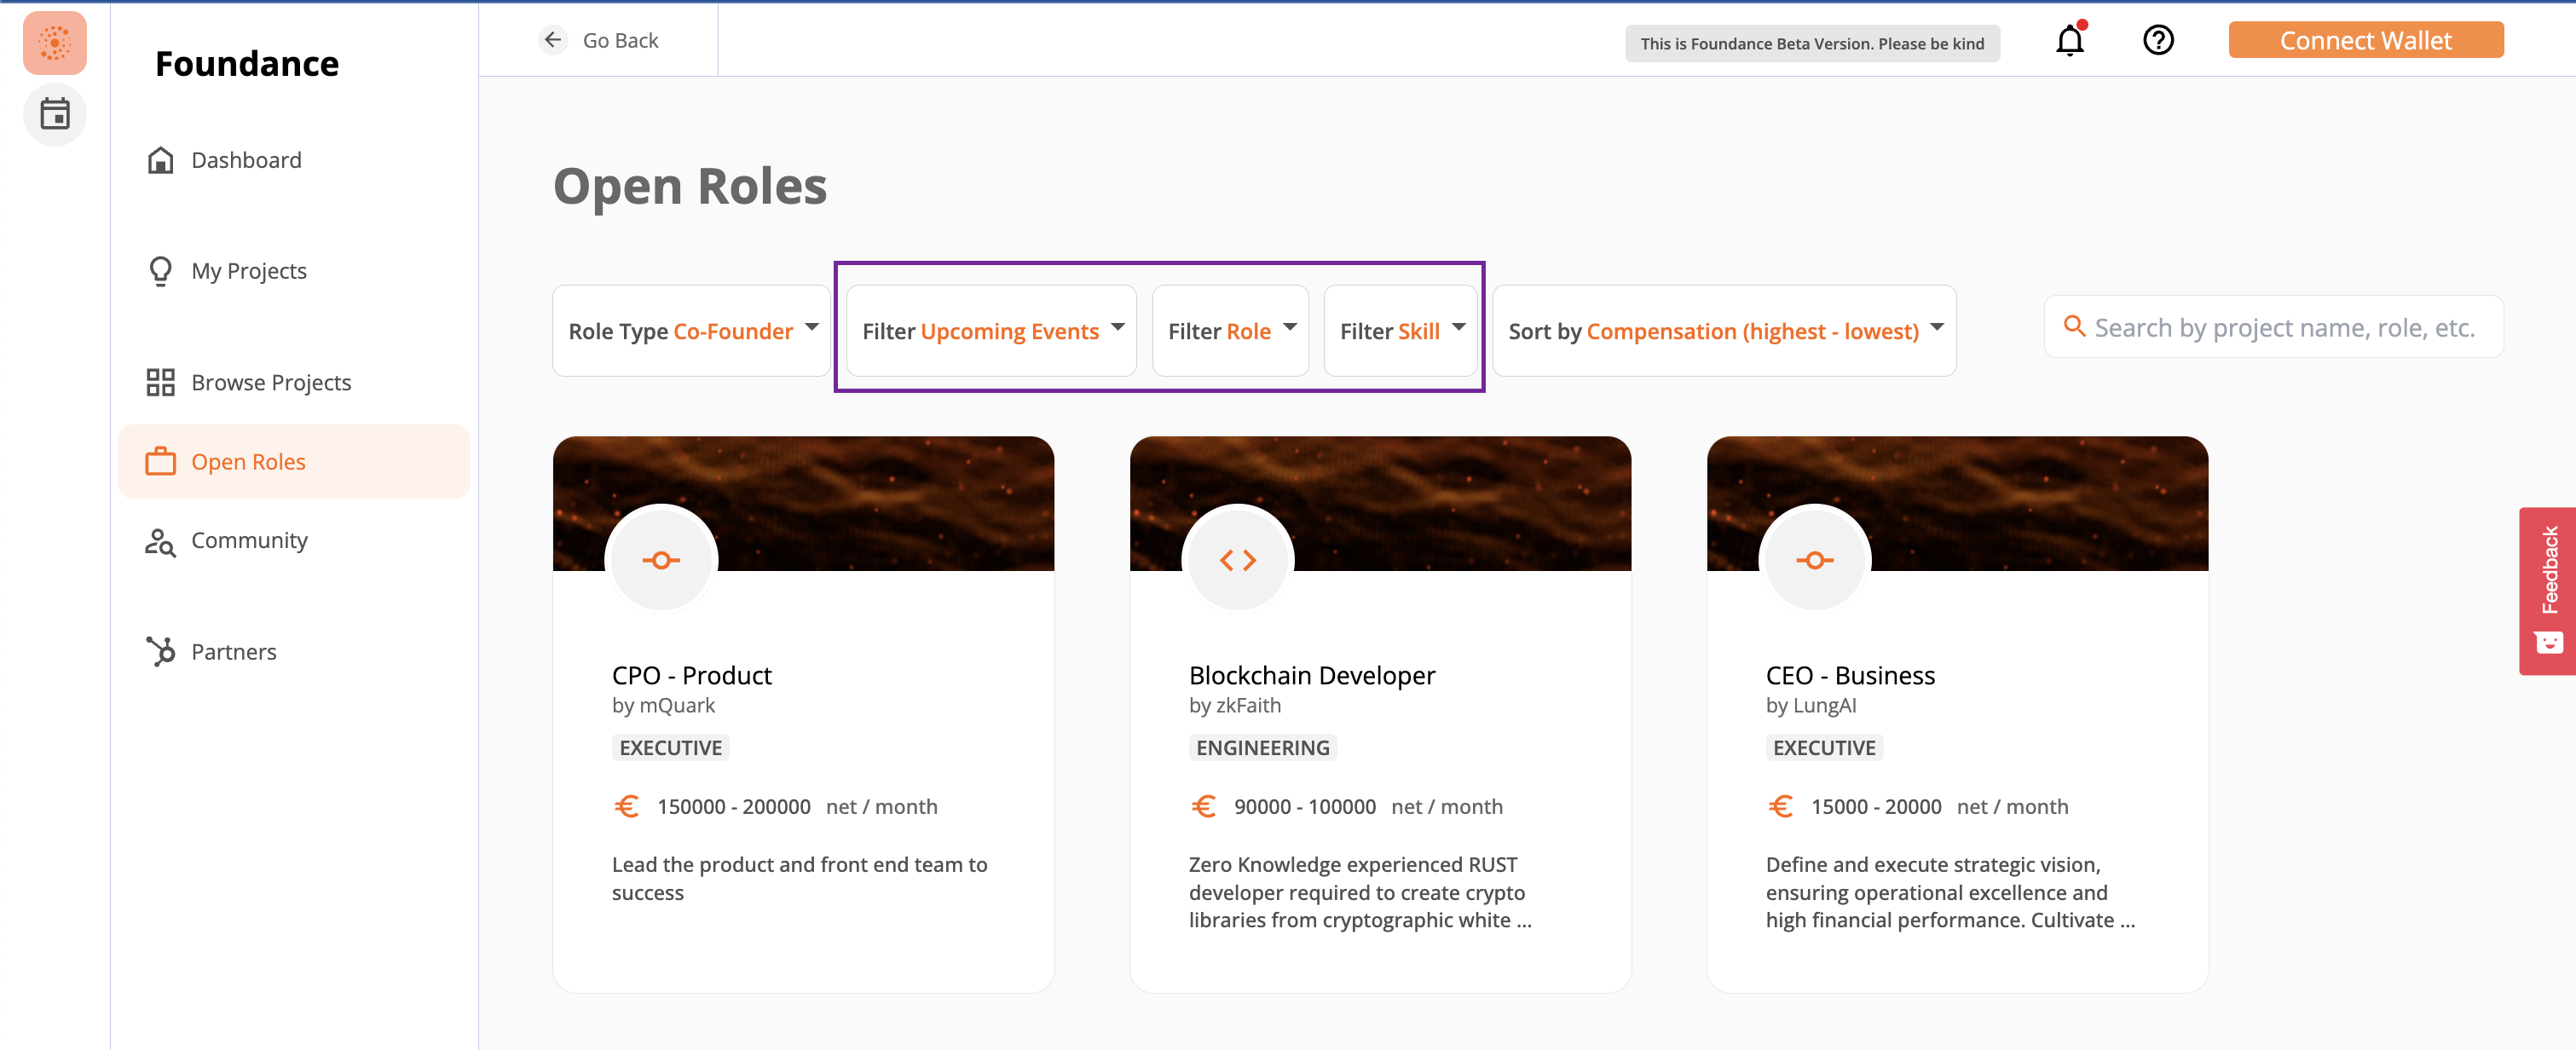 Foundance
Dashboard
My Projects
Browse Projects
Open Roles
Community
Partners
Go Back
This is Foundance Beta Version. Please be kind
Connect Wallet
Open Roles
Role Type Co-Founder
Filter Upcoming Events
Filter Role
Filter Skill
Sort by Compensation (highest - lowest)
Search by project name, role, etc.
CPO - Product
by mQuark
EXECUTIVE
€ 150000 - 200000 net / month
Lead the product and front end team to
success
Blockchain Developer
by zkFaith
ENGINEERING
€ 90000 - 100000 net / month
Zero Knowledge experienced RUST
developer required to create crypto
libraries from cryptographic white ...
CEO - Business
by LungAI
EXECUTIVE
€ 15000 - 20000 net / month
Define and execute strategic vision,
ensuring operational excellence and
high financial performance. Cultivate ...
Feedback